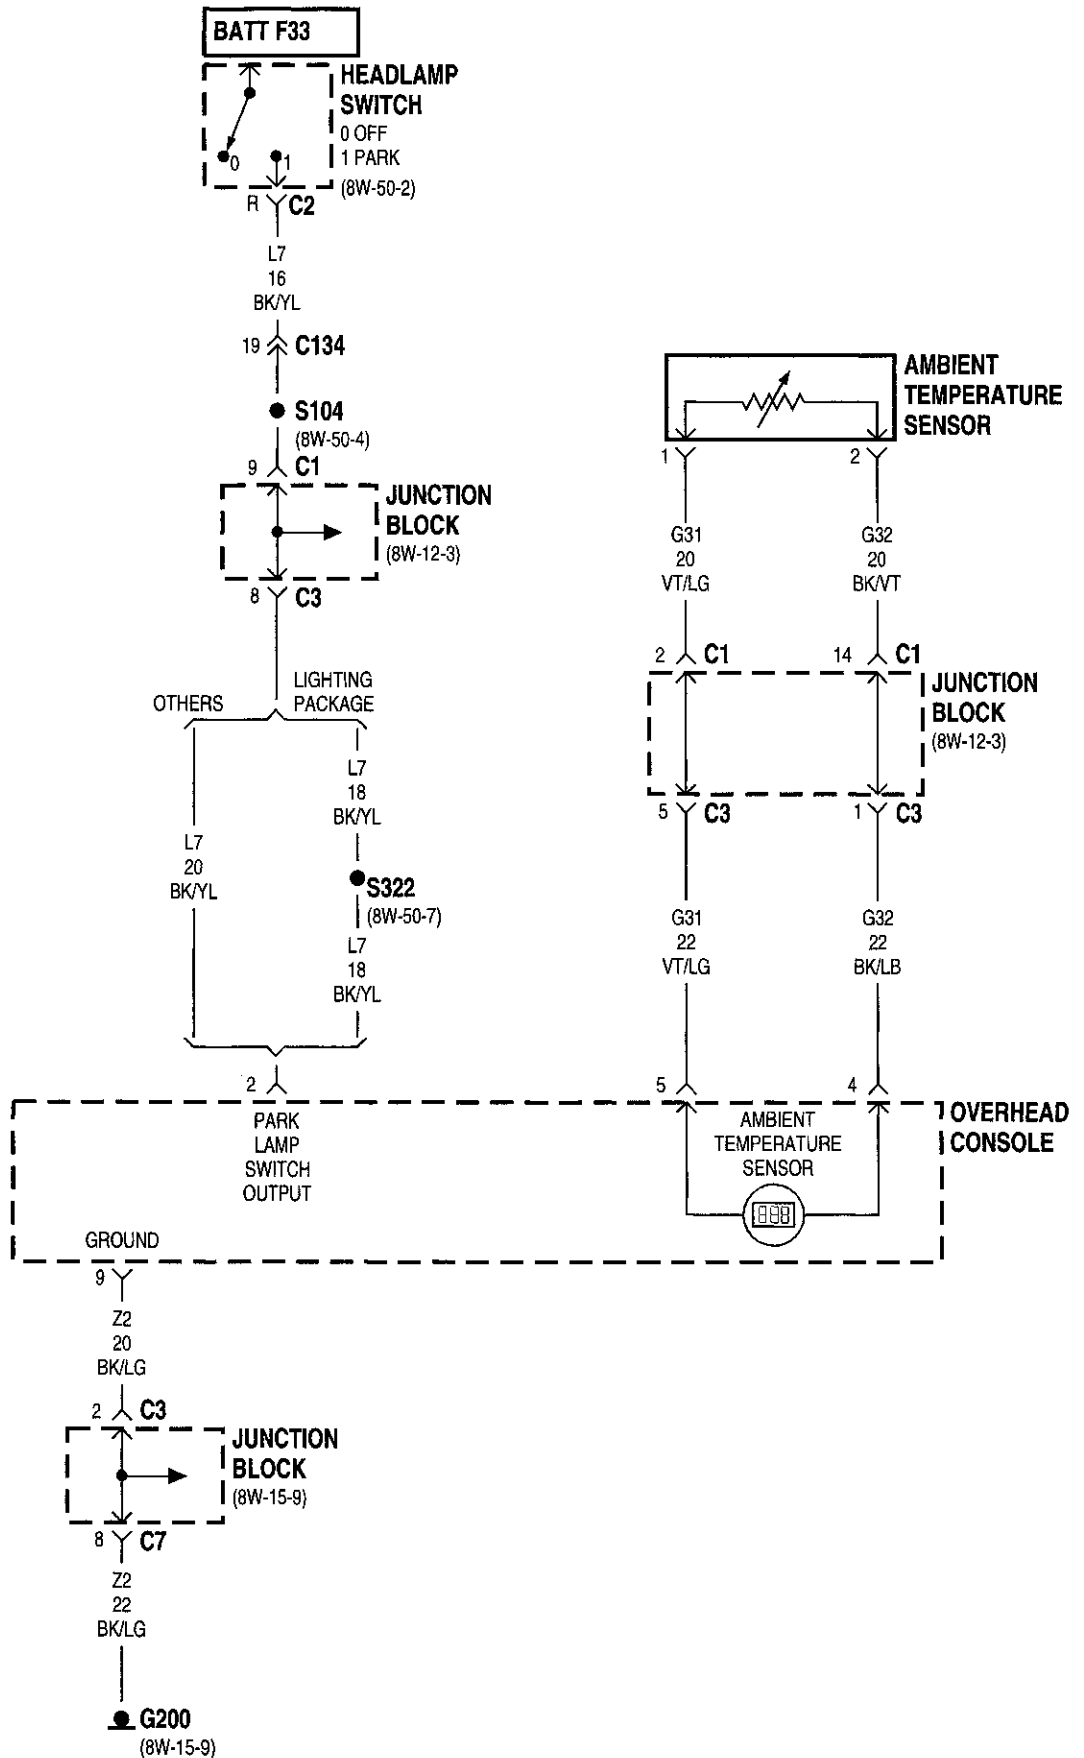 BATT F33
HEADLAMP
SWITCH
0 OFF
1 PARK
(8W-50-2)
0
1
R
C2
L7
16
BK/YL
19
C134
S104
(8W-50-4)
9
C1
JUNCTION
BLOCK
(8W-12-3)
8
C3
OTHERS
LIGHTING
PACKAGE
L7
18
BK/YL
L7
20
BK/YL
S322
(8W-50-7)
L7
18
BK/YL
2
AMBIENT
TEMPERATURE
SENSOR
1
2
G31
20
VT/LG
G32
20
BK/VT
2
C1
14
C1
JUNCTION
BLOCK
(8W-12-3)
5
C3
1
C3
G31
22
VT/LG
G32
22
BK/LB
5
4
OVERHEAD
CONSOLE
PARK
LAMP
SWITCH
OUTPUT
AMBIENT
TEMPERATURE
SENSOR
888
GROUND
9
Z2
20
BK/LG
2
C3
JUNCTION
BLOCK
(8W-15-9)
8
C7
Z2
22
BK/LG
G200
(8W-15-9)